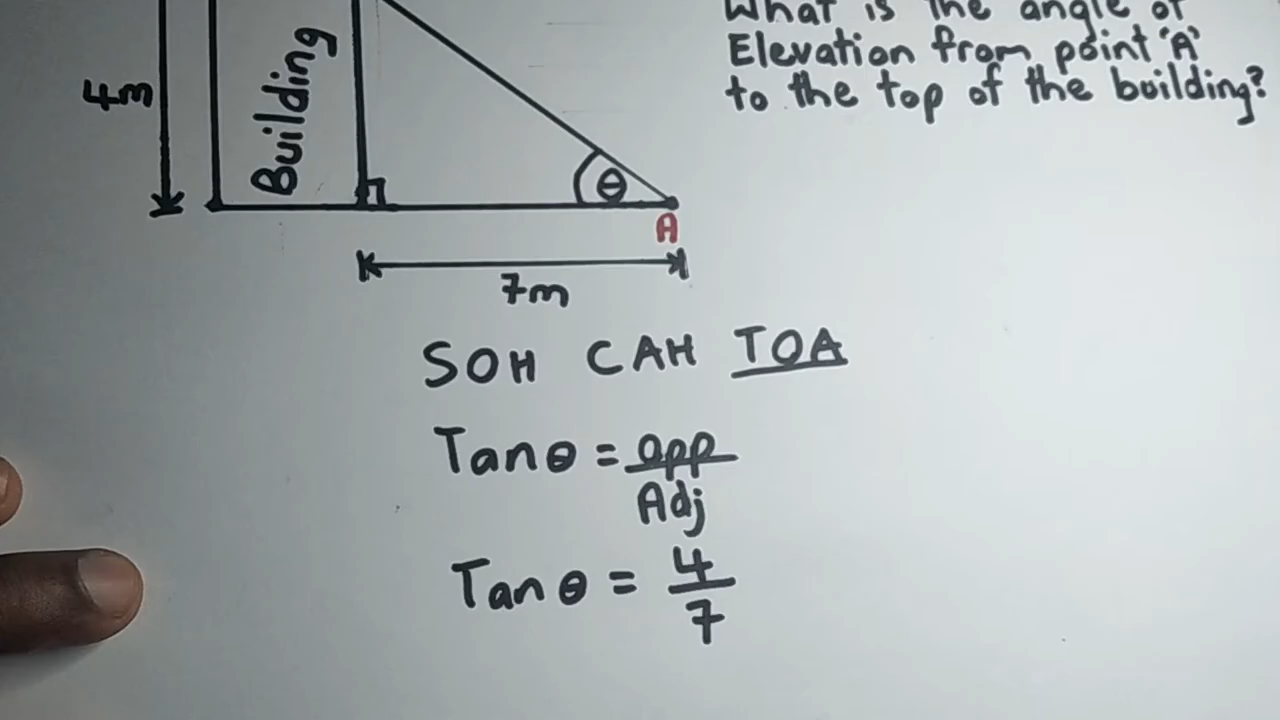 What is the angle of
Elevation from point 'A'
to the top of the building?
4m
Building
θ
A
7m
SOH CAH TOA
Tanθ = opp
Adj
Tanθ = 4
7